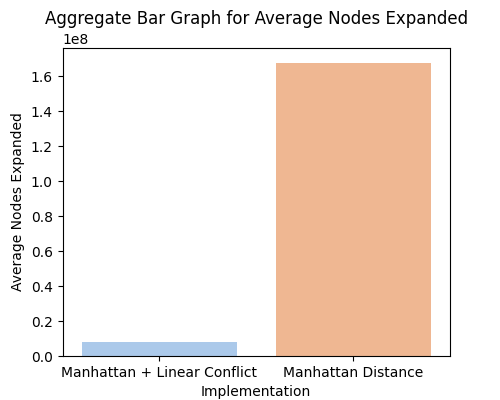 Aggregate Bar Graph for Average Nodes Expanded
1e8
1.6
1.4
1.2
1.0
0.8
0.6
0.4
0.2
0.0
Average Nodes Expanded
Manhattan + Linear Conflict
Manhattan Distance
Implementation